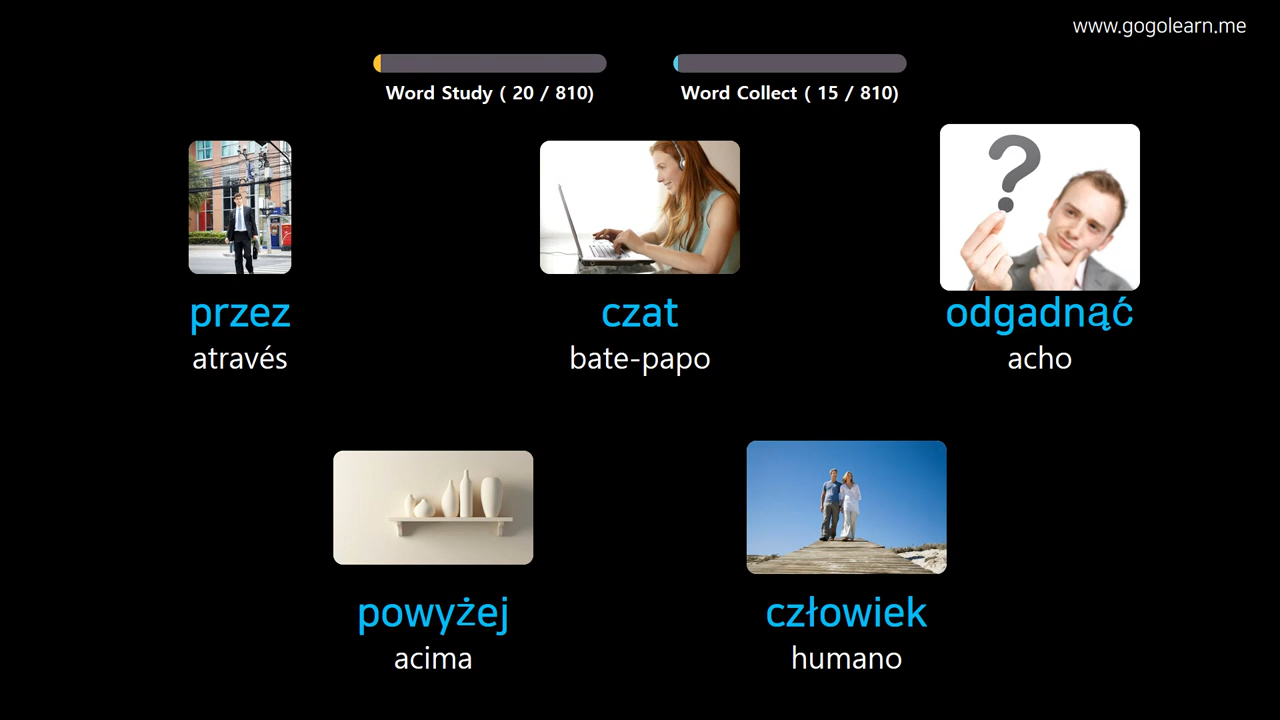 www.gogolearn.me
Word Study ( 20 / 810)
Word Collect ( 15 / 810)
przez
através
czat
bate-papo
odgadnąć
acho
powyżej
acima
człowiek
humano